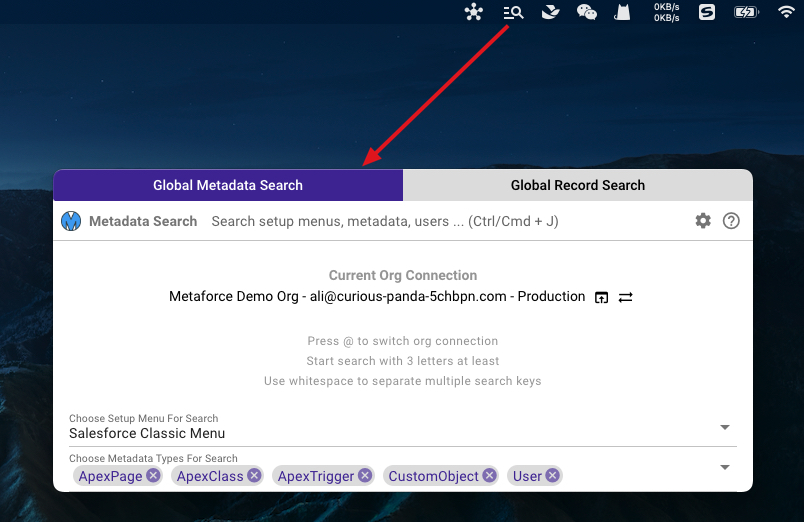 0KB/s
0KB/s
Global Metadata Search
Global Record Search
Metadata Search
Search setup menus, metadata, users ... (Ctrl/Cmd + J)
Current Org Connection
Metaforce Demo Org - ali@curious-panda-5chbpn.com - Production
Press @ to switch org connection
Start search with 3 letters at least
Use whitespace to separate multiple search keys
Choose Setup Menu For Search
Salesforce Classic Menu
Choose Metadata Types For Search
ApexPage ApexClass ApexTrigger CustomObject User